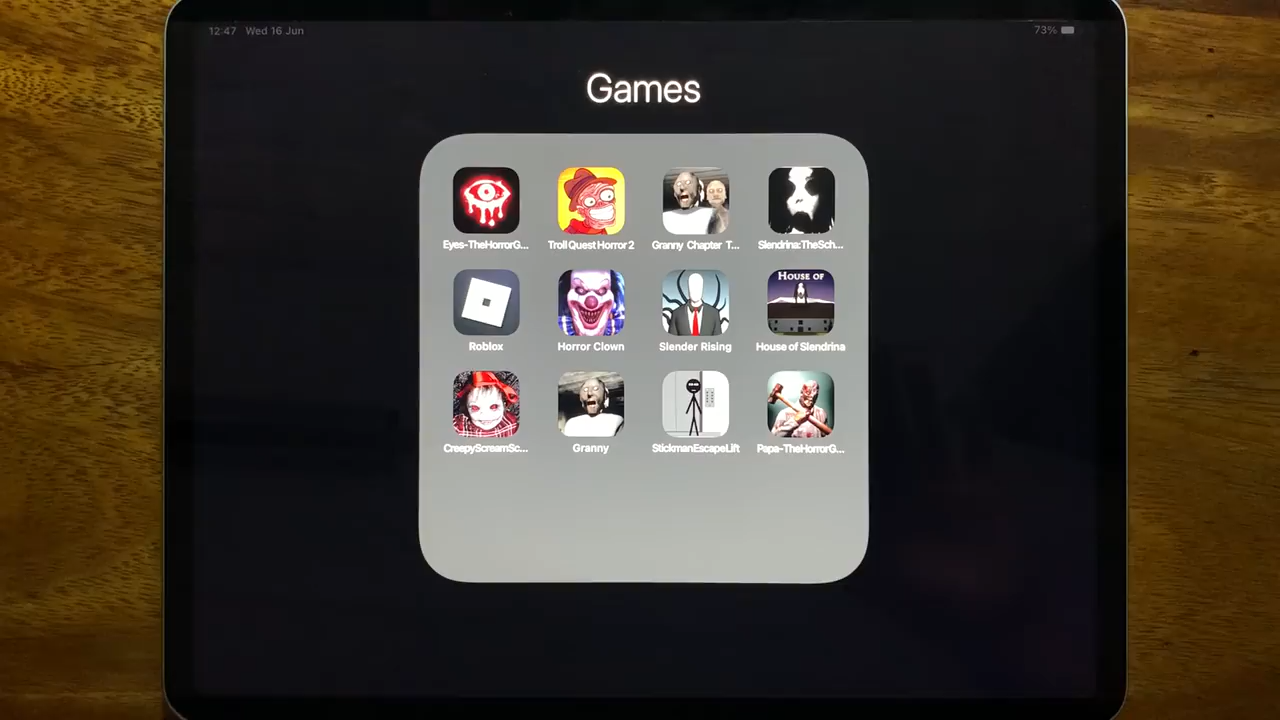 12:47 Wed 16 Jun
73%
Games
Eyes-TheHorrorG...
Troll Quest Horror 2
Granny Chapter T...
Slendrina:TheSch...
HOUSE OF
Roblox
Horror Clown
Slender Rising
House of Slendrina
CreepyScreamSc...
Granny
StickmanEscapeLift
Papa-TheHorrorG...